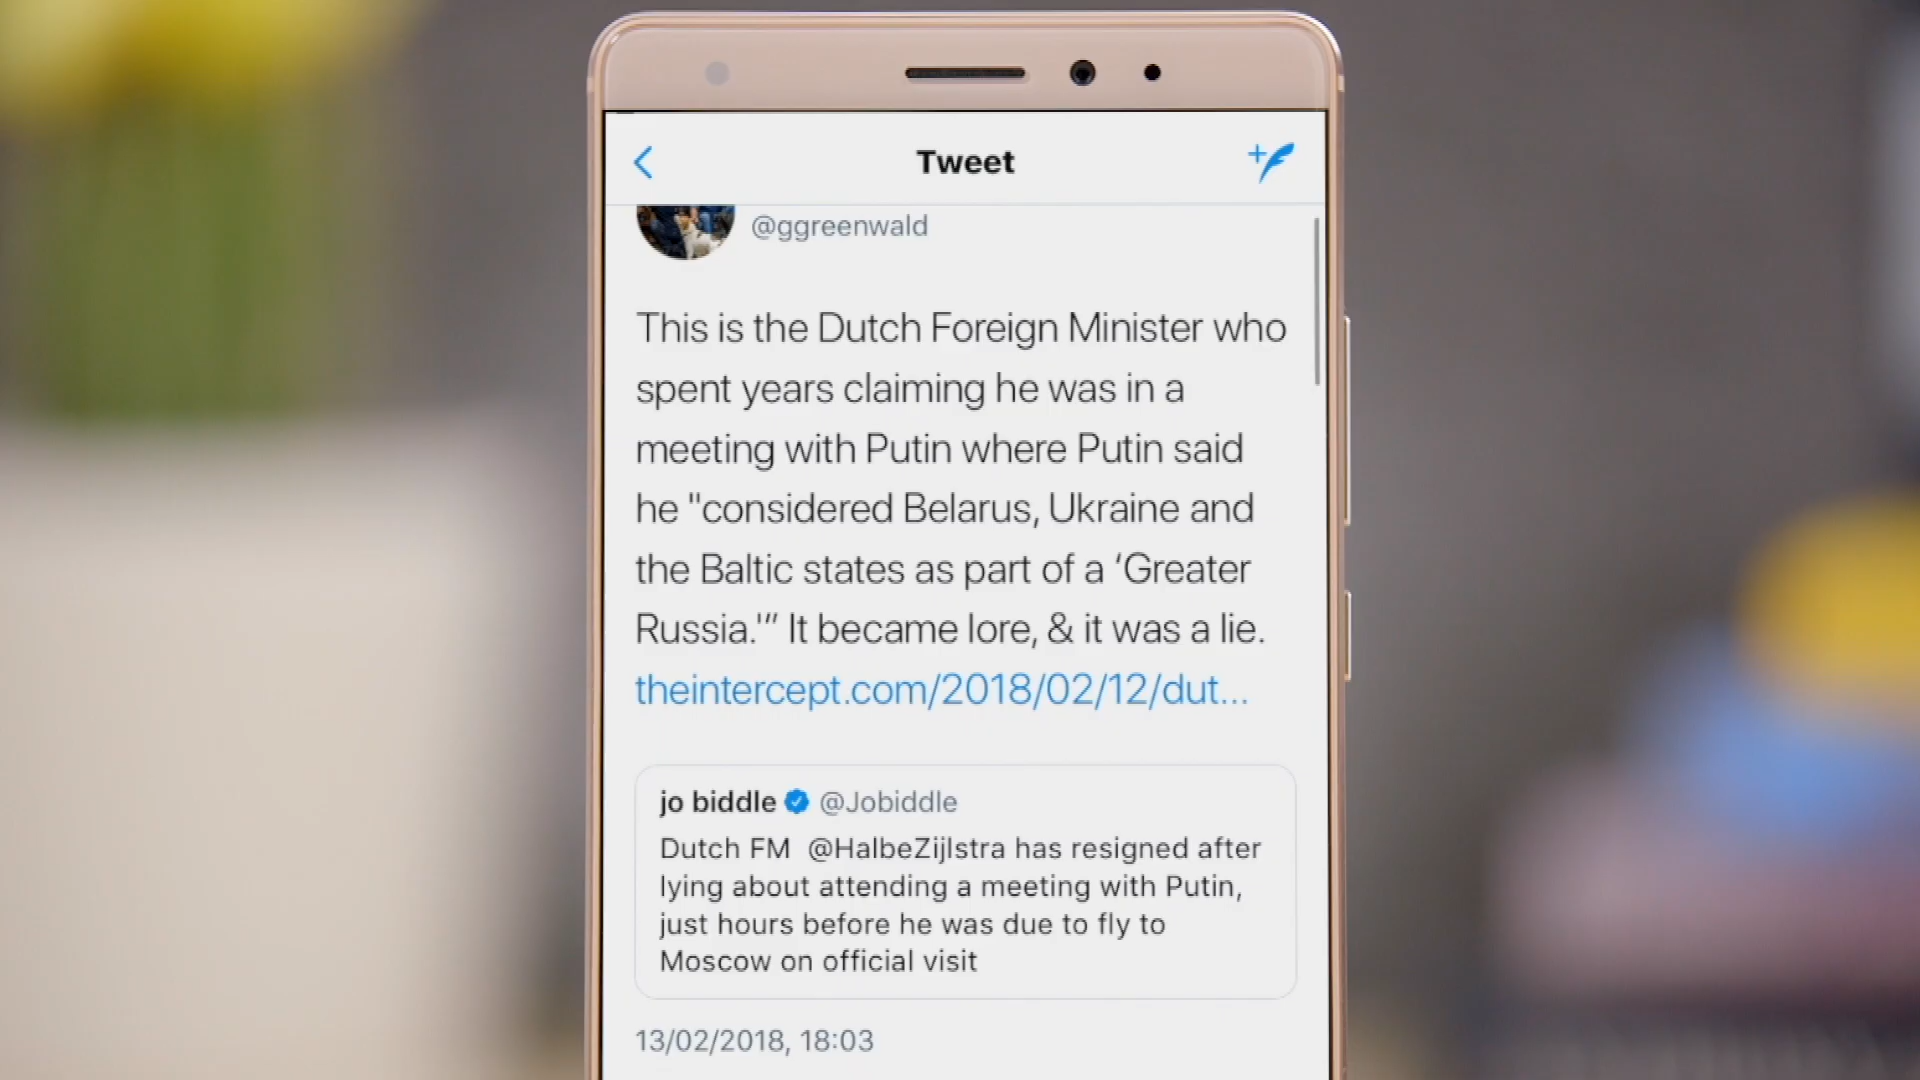 Tweet
@ggreenwald
This is the Dutch Foreign Minister who
spent years claiming he was in a
meeting with Putin where Putin said
he "considered Belarus, Ukraine and
the Baltic states as part of a ‘Greater
Russia.'” It became lore, & it was a lie.
theintercept.com/2018/02/12/dut...
jo biddle @Jobiddle
Dutch FM @HalbeZijlstra has resigned after
lying about attending a meeting with Putin,
just hours before he was due to fly to
Moscow on official visit
13/02/2018, 18:03